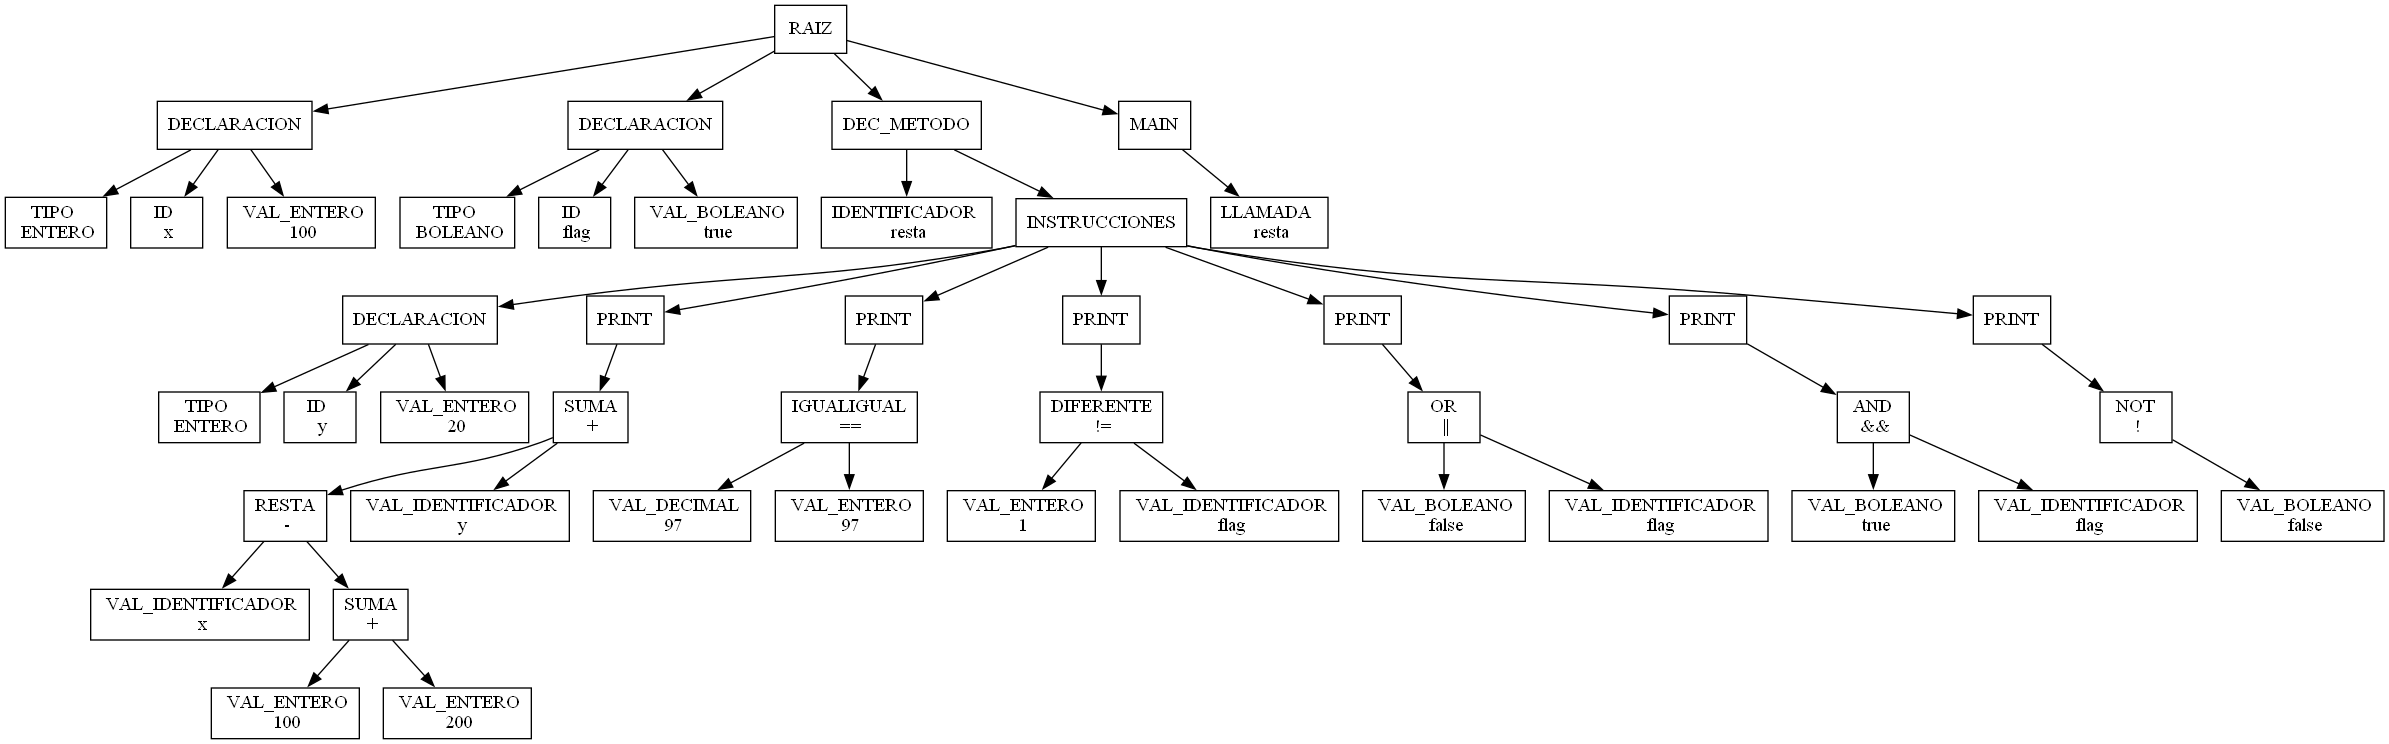 RAIZ
DECLARACION
DECLARACION
DEC_METODO
MAIN
TIPO
ENTERO
ID
x
VAL_ENTERO
100
TIPO
BOLEANO
ID
flag
VAL_BOLEANO
true
IDENTIFICADOR
resta
INSTRUCCIONES
LLAMADA
resta
DECLARACION
PRINT
PRINT
PRINT
PRINT
PRINT
PRINT
TIPO
ENTERO
ID
y
VAL_ENTERO
20
SUMA
+
IGUALIGUAL
==
DIFERENTE
!=
OR
||
AND
&&
NOT
!
RESTA
-
VAL_IDENTIFICADOR
y
VAL_DECIMAL
97
VAL_ENTERO
97
VAL_ENTERO
1
VAL_IDENTIFICADOR
flag
VAL_BOLEANO
false
VAL_IDENTIFICADOR
flag
VAL_BOLEANO
true
VAL_IDENTIFICADOR
flag
VAL_BOLEANO
false
VAL_IDENTIFICADOR
x
SUMA
+
VAL_ENTERO
100
VAL_ENTERO
200